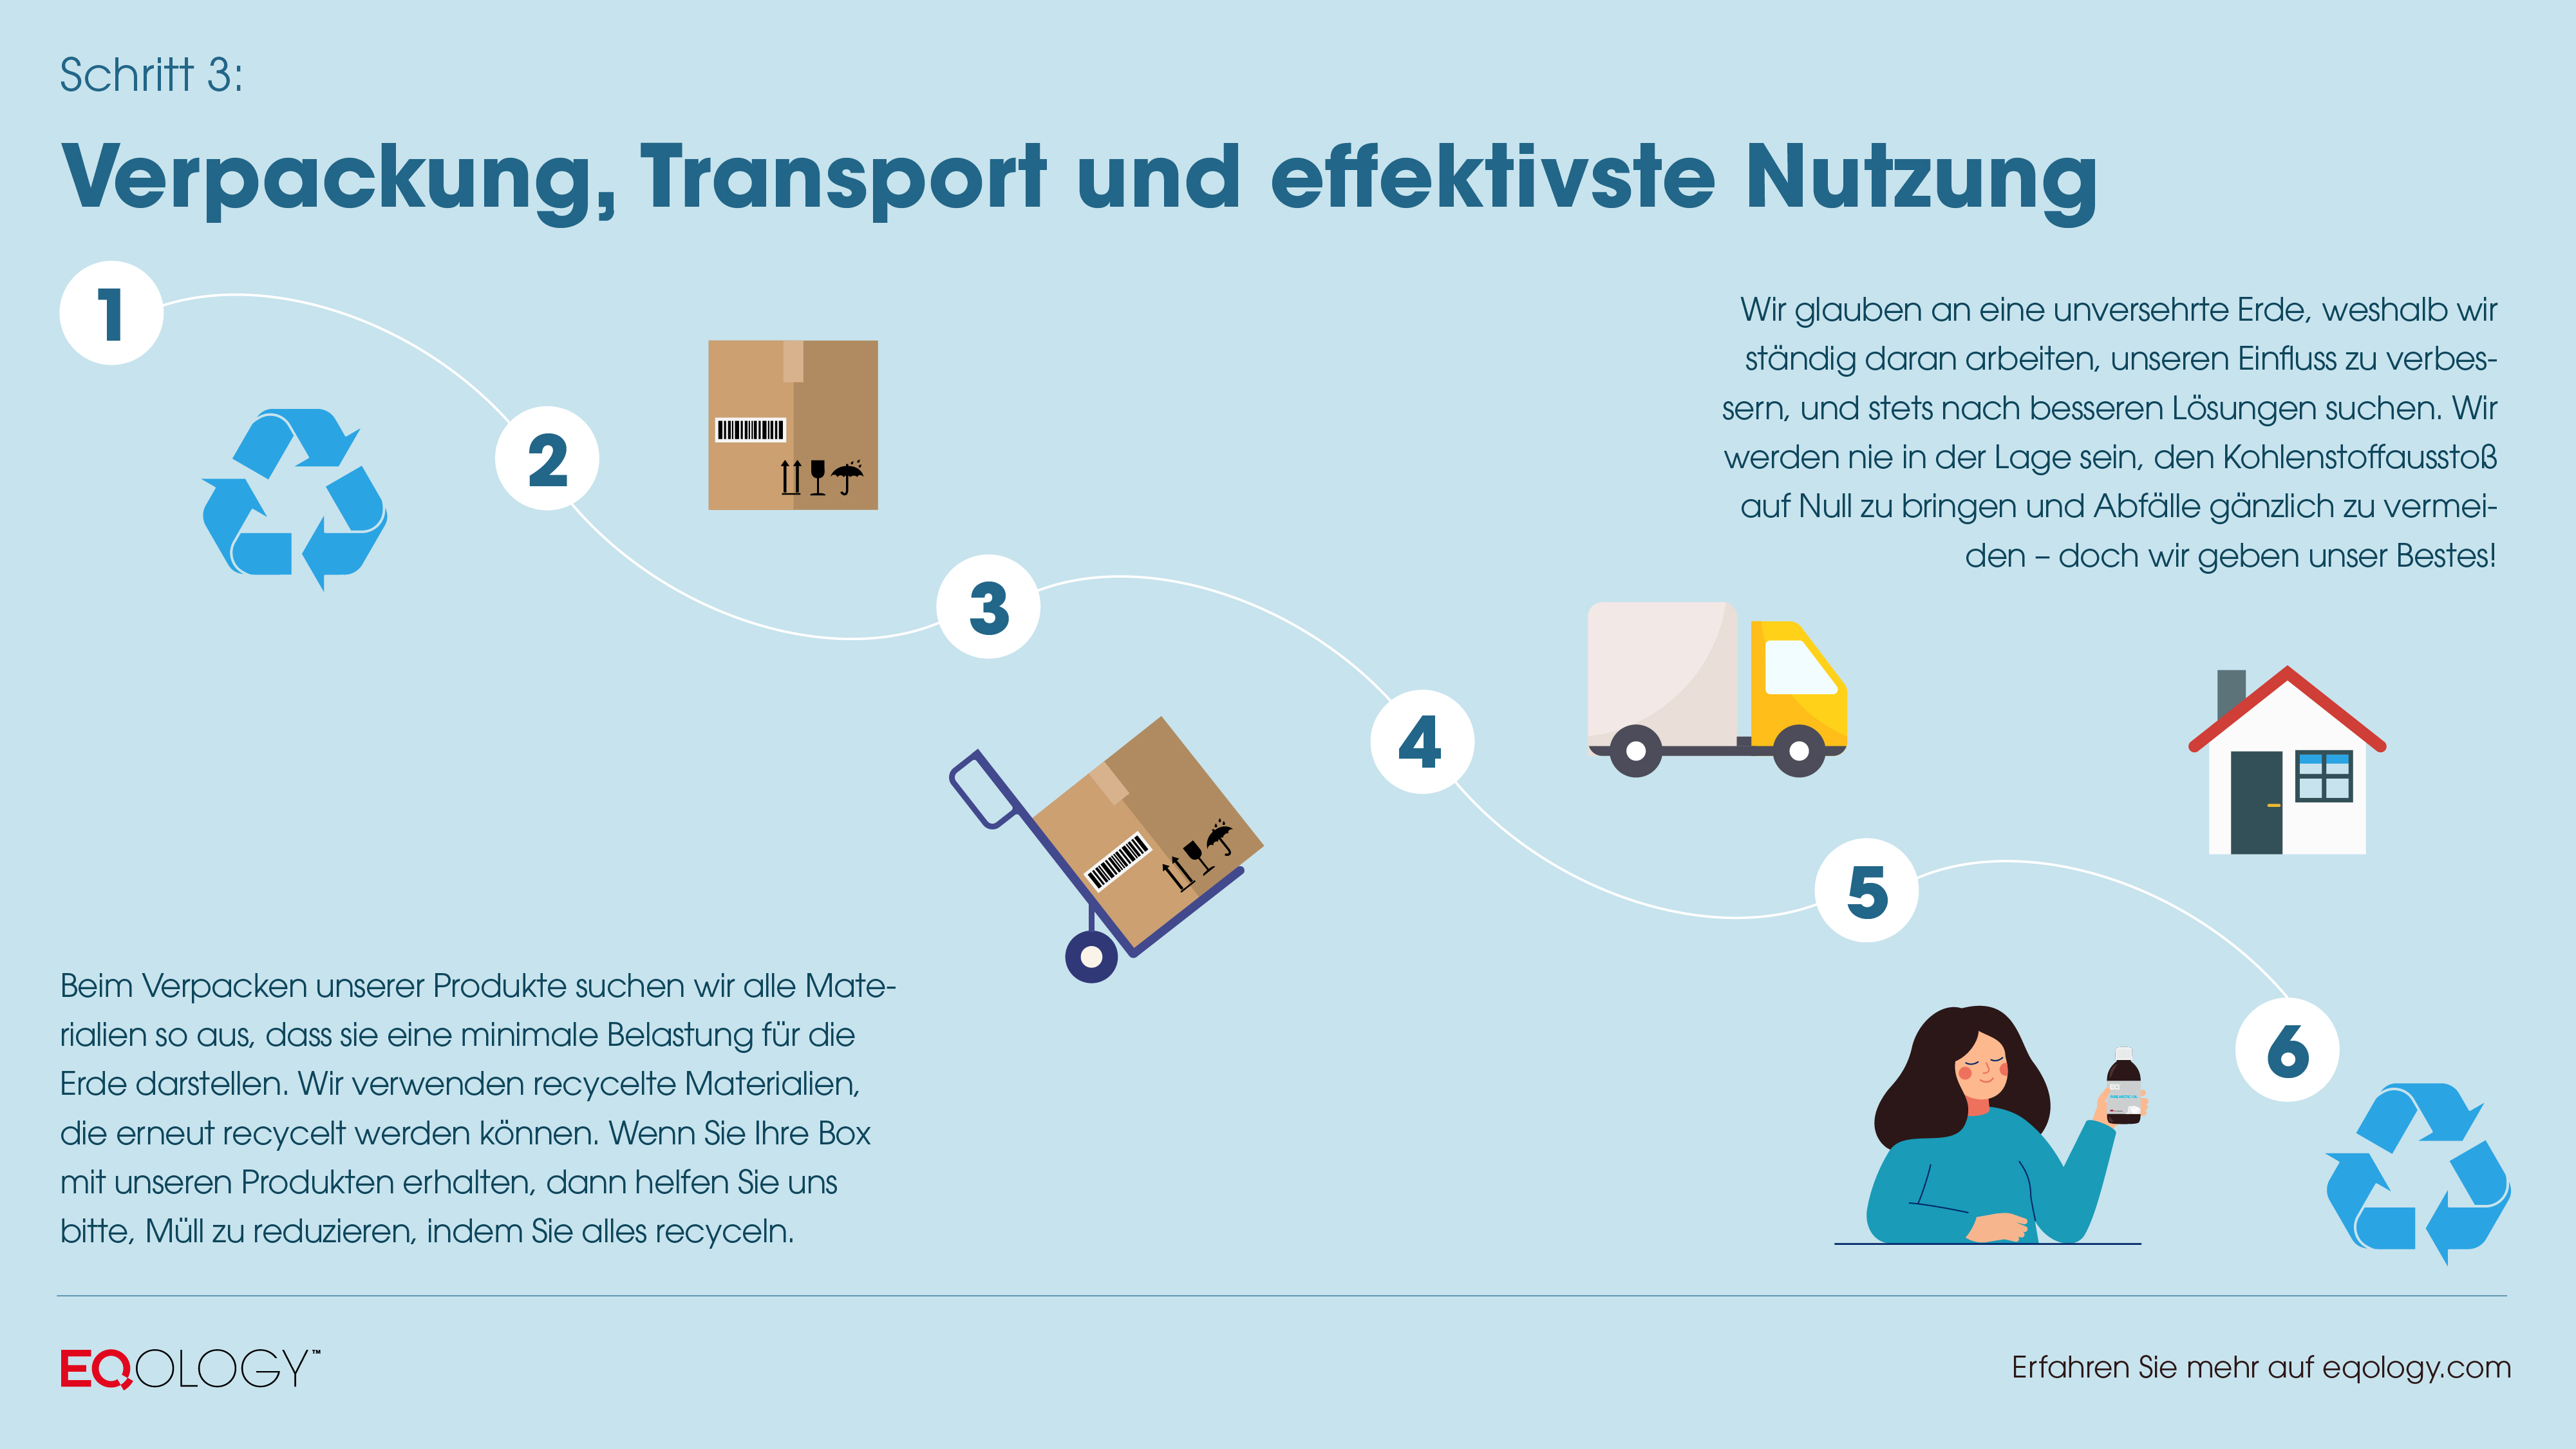 Schritt 3:
Verpackung, Transport und effektivste Nutzung
1
2
3
4
5
6
Wir glauben an eine unversehrte Erde, weshalb wir
ständig daran arbeiten, unseren Einfluss zu verbes-
sern, und stets nach besseren Lösungen suchen. Wir
werden nie in der Lage sein, den Kohlenstoffausstoß
auf Null zu bringen und Abfälle gänzlich zu vermei-
den – doch wir geben unser Bestes!
Beim Verpacken unserer Produkte suchen wir alle Mate-
rialien so aus, dass sie eine minimale Belastung für die
Erde darstellen. Wir verwenden recycelte Materialien,
die erneut recycelt werden können. Wenn Sie Ihre Box
mit unseren Produkten erhalten, dann helfen Sie uns
bitte, Müll zu reduzieren, indem Sie alles recyceln.
EQ
EQOLOGY™
Erfahren Sie mehr auf eqology.com